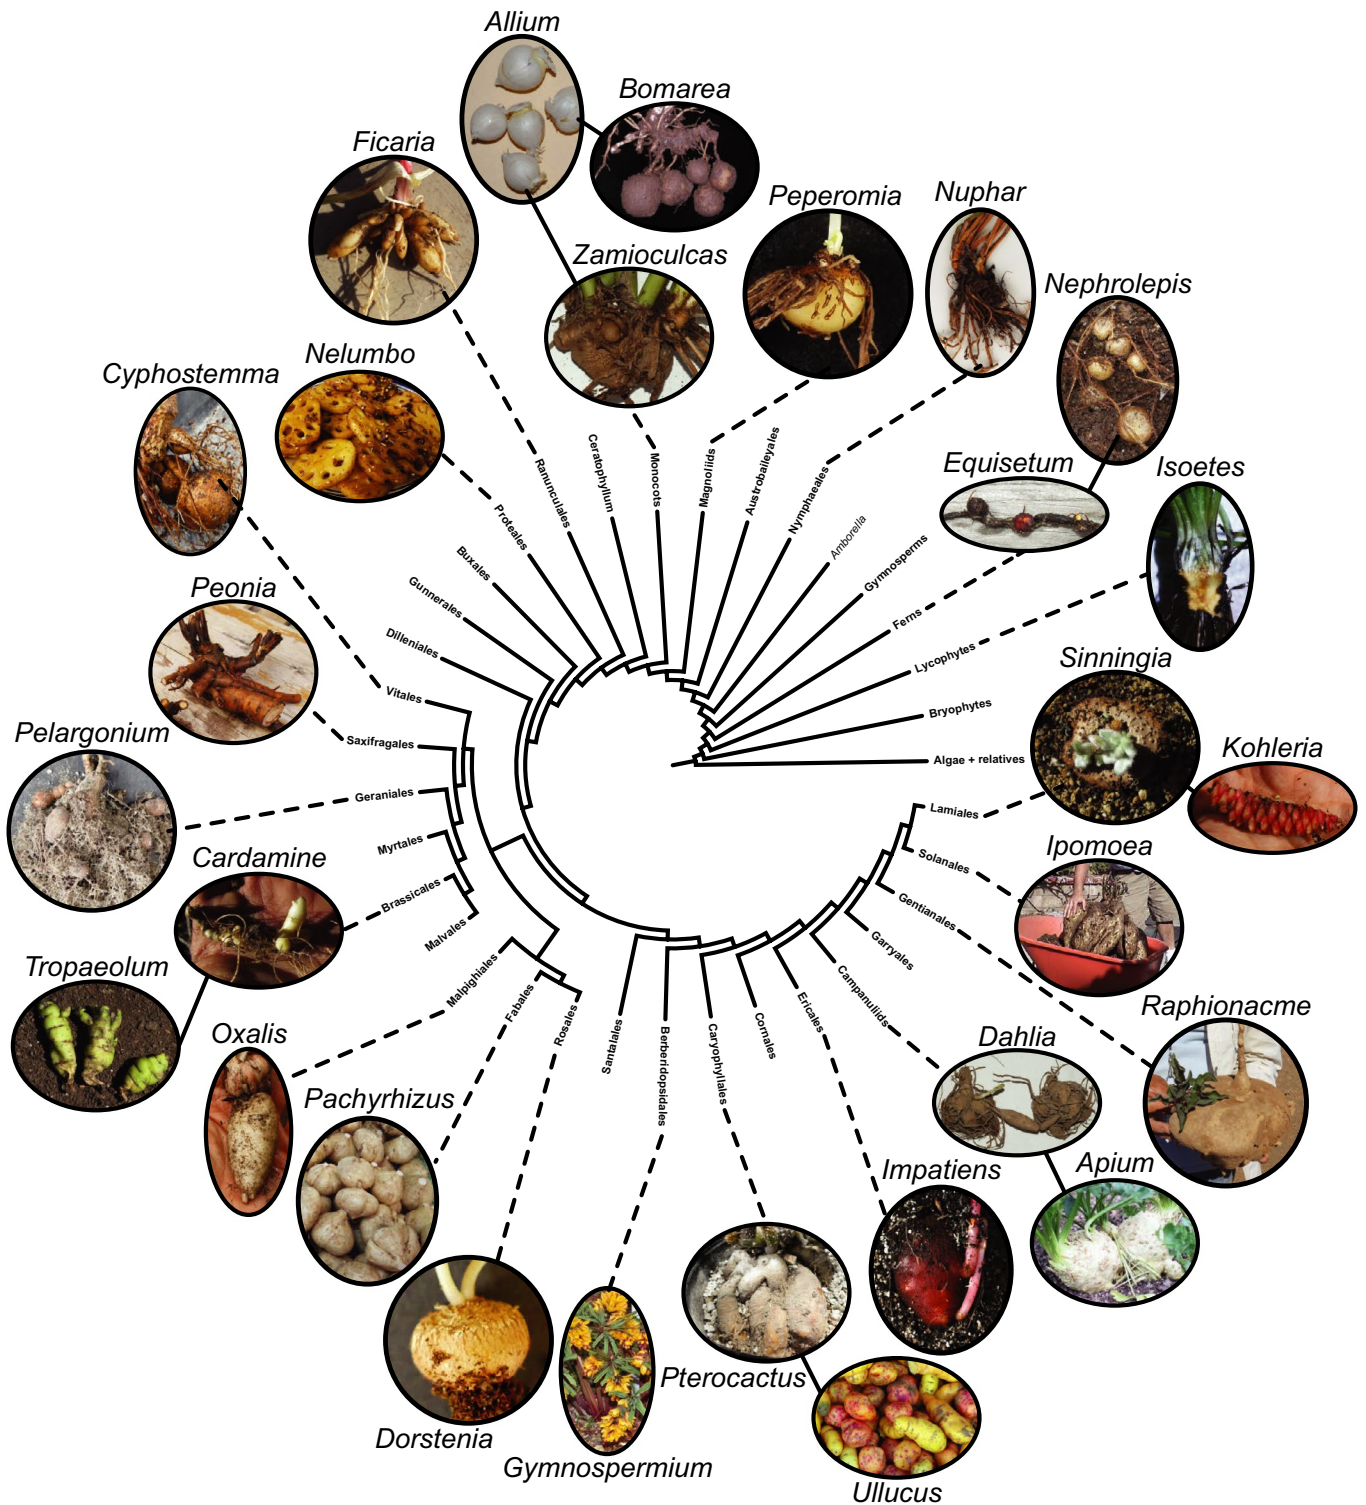 Allium
Bomarea
Ficaria
Peperomia
Nuphar
Zamioculcas
Nephrolepis
Nelumbo
Cyphostemma
Equisetum
Isoetes
Peonia
Sinningia
Pelargonium
Kohleria
Cardamine
Ipomoea
Tropaeolum
Oxalis
Raphionacme
Dahlia
Pachyrhizus
Impatiens
Apium
Pterocactus
Dorstenia
Gymnospermium
Ullucus
Algae + relatives
Bryophytes
Lycophytes
Ferns
Gymnosperms
Amborella
Nymphaeales
Austrobaileyales
Magnoliids
Monocots
Ceratophyllum
Ranunculales
Proteales
Buxales
Gunnerales
Dilleniales
Vitales
Saxifragales
Geraniales
Myrtales
Brassicales
Malvales
Malpighiales
Fabales
Rosales
Santalales
Berberidopsidales
Caryophyllales
Cornales
Ericales
Campanuliids
Garryales
Gentianales
Solanales
Lamiales